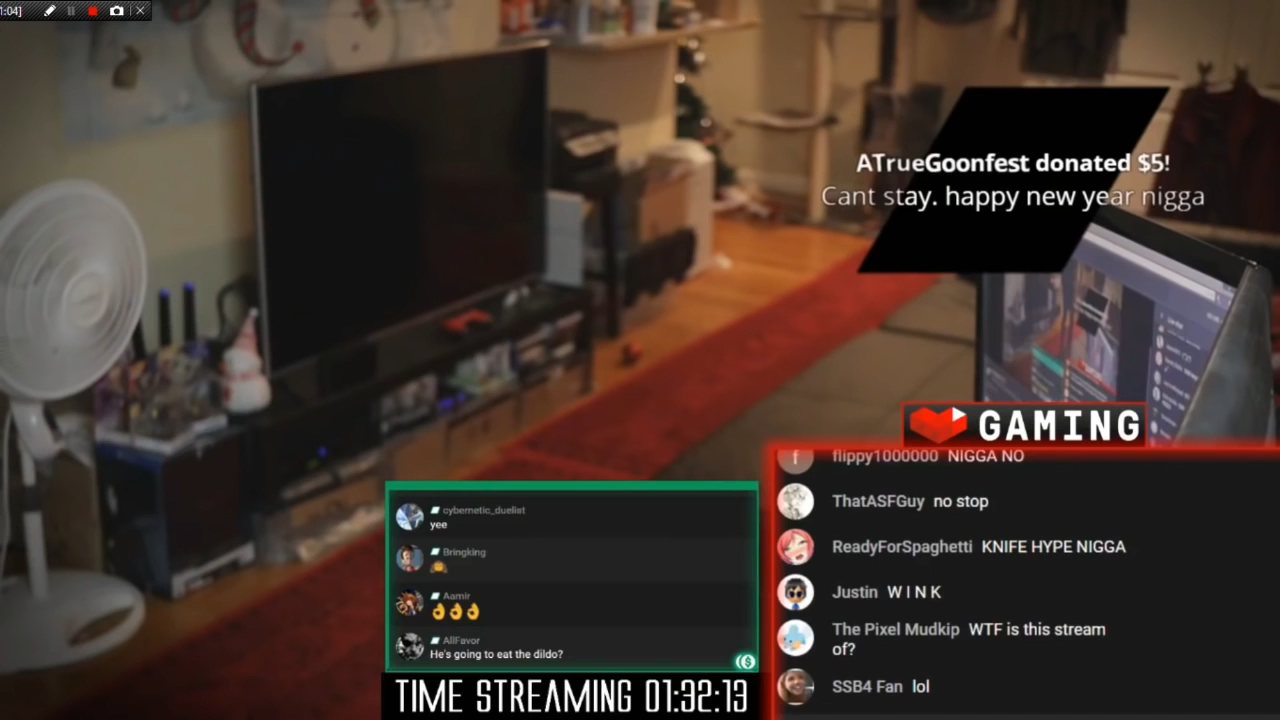 1:04]
ATrueGoonfest donated $5!
Cant stay. happy new year nigga
GAMING
flippy1000000 NIGGA NO
ThatASFGuy no stop
ReadyForSpaghetti KNIFE HYPE NIGGA
Justin W I N K
The Pixel Mudkip WTF is this stream
of?
SSB4 Fan lol
cybernetic_duelist
yee
Bringking
Aamir
👌👌👌
AllFavor
He's going to eat the dildo?
TIME STREAMING 01:32:13